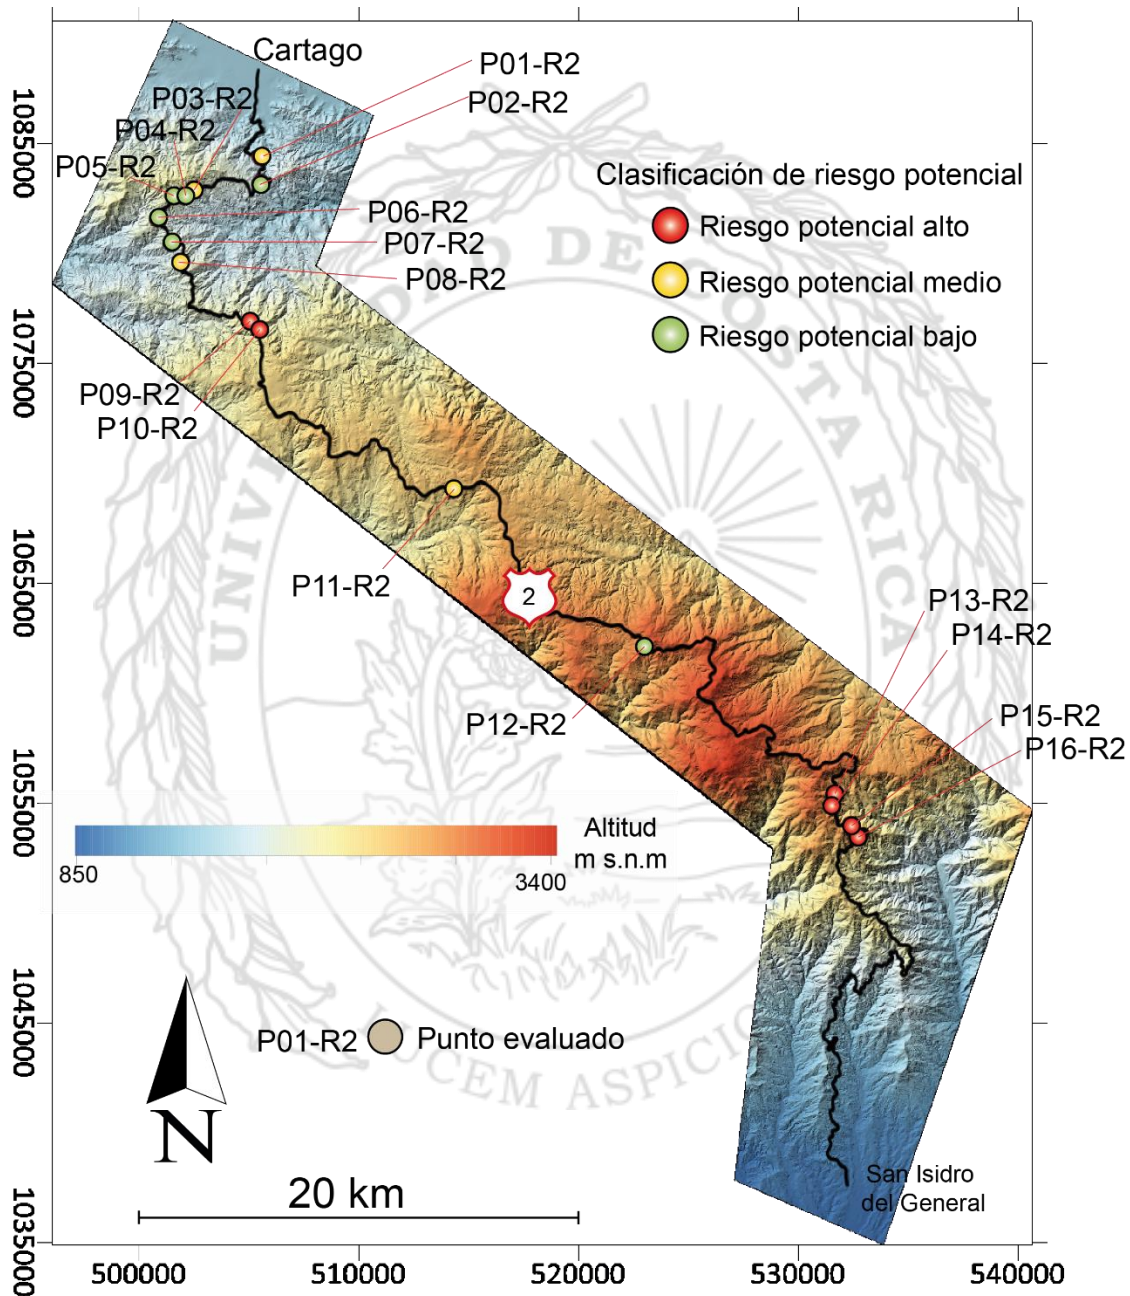 Cartago
P01-R2
P02-R2
P03-R2
P04-R2
P05-R2
P06-R2
P07-R2
P08-R2
P09-R2
P10-R2
P11-R2
P12-R2
P13-R2
P14-R2
P15-R2
P16-R2
Clasificación de riesgo potencial
Riesgo potencial alto
Riesgo potencial medio
Riesgo potencial bajo
2
Altitud
m s.n.m
850
3400
P01-R2 Punto evaluado
N
20 km
San Isidro
del General
1085000
1075000
1065000
1055000
1045000
1035000
500000 510000 520000 530000 540000
LUCEM ASPICIO